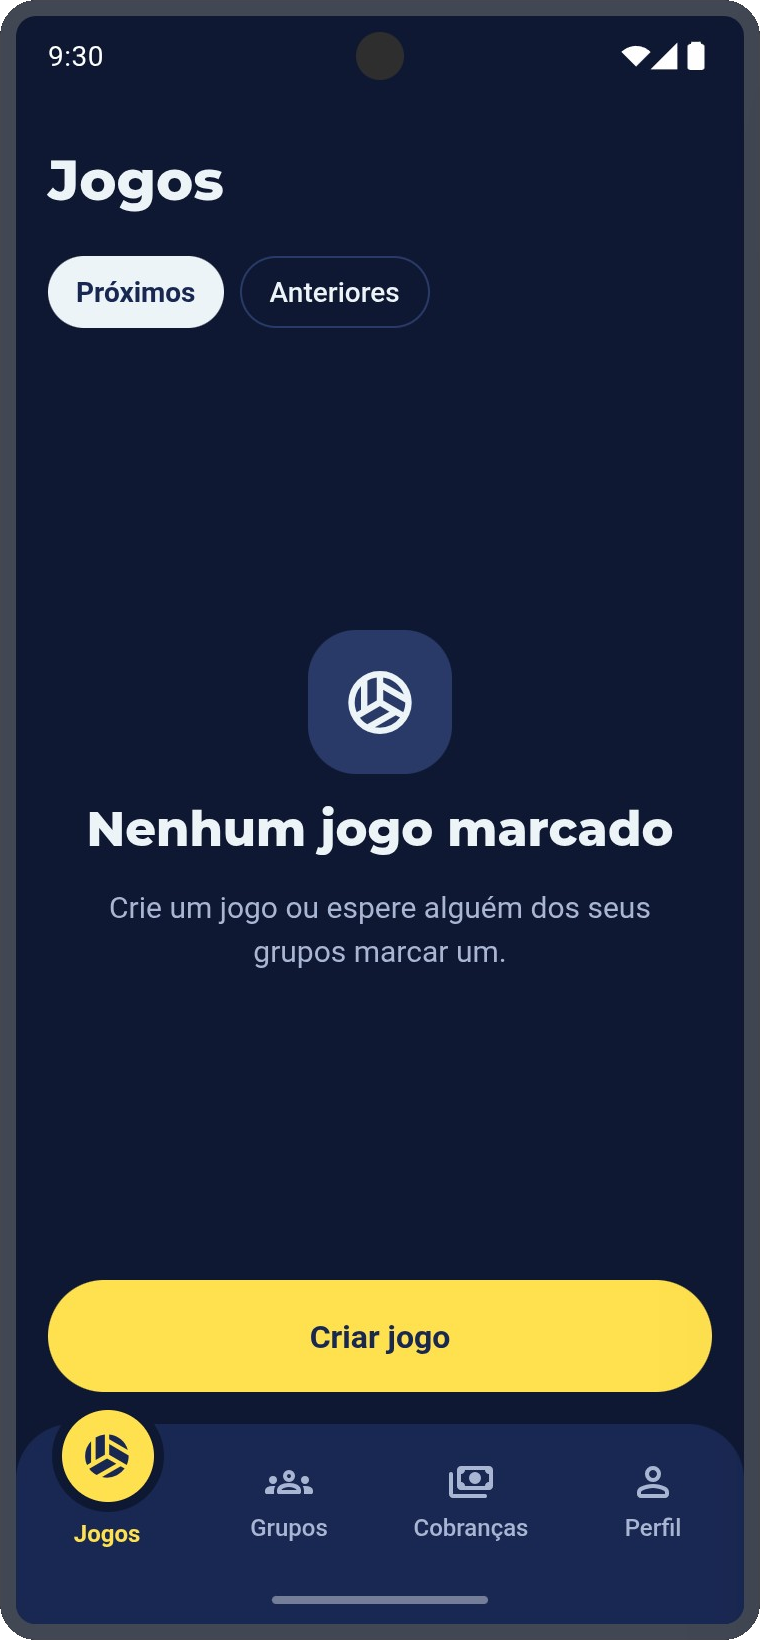 9:30
Jogos
Próximos
Anteriores
Nenhum jogo marcado
Crie um jogo ou espere alguém dos seus
grupos marcar um.
Criar jogo
Jogos
Grupos
Cobranças
Perfil